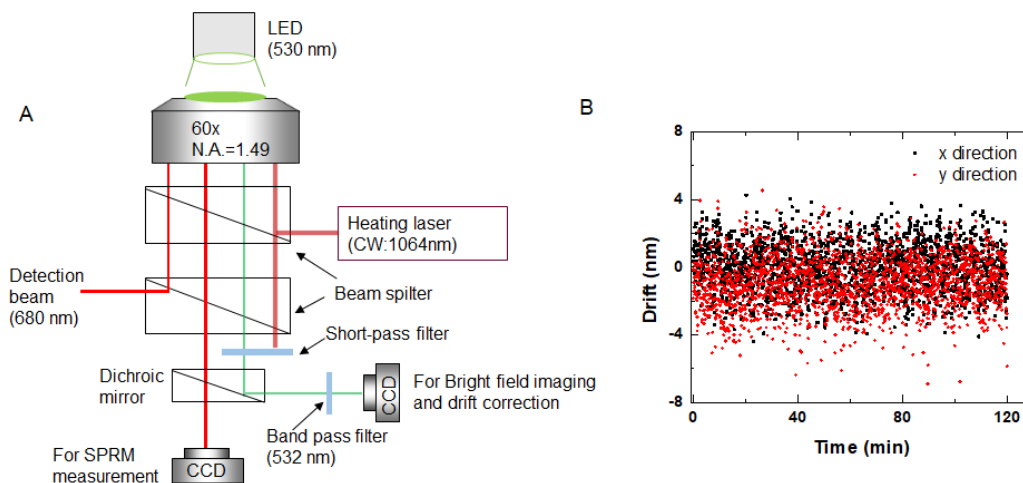 A
LED
(530 nm)
60x
N.A.=1.49
Heating laser
(CW:1064nm)
Detection
beam
(680 nm)
Beam spilter
Short-pass filter
Dichroic
mirror
CCD
For Bright field imaging
and drift correction
Band pass filter
(532 nm)
For SPRM
measurement
CCD
B
x direction
y direction
Drift (nm)
8
4
0
-4
-8
0
40
80
120
Time (min)